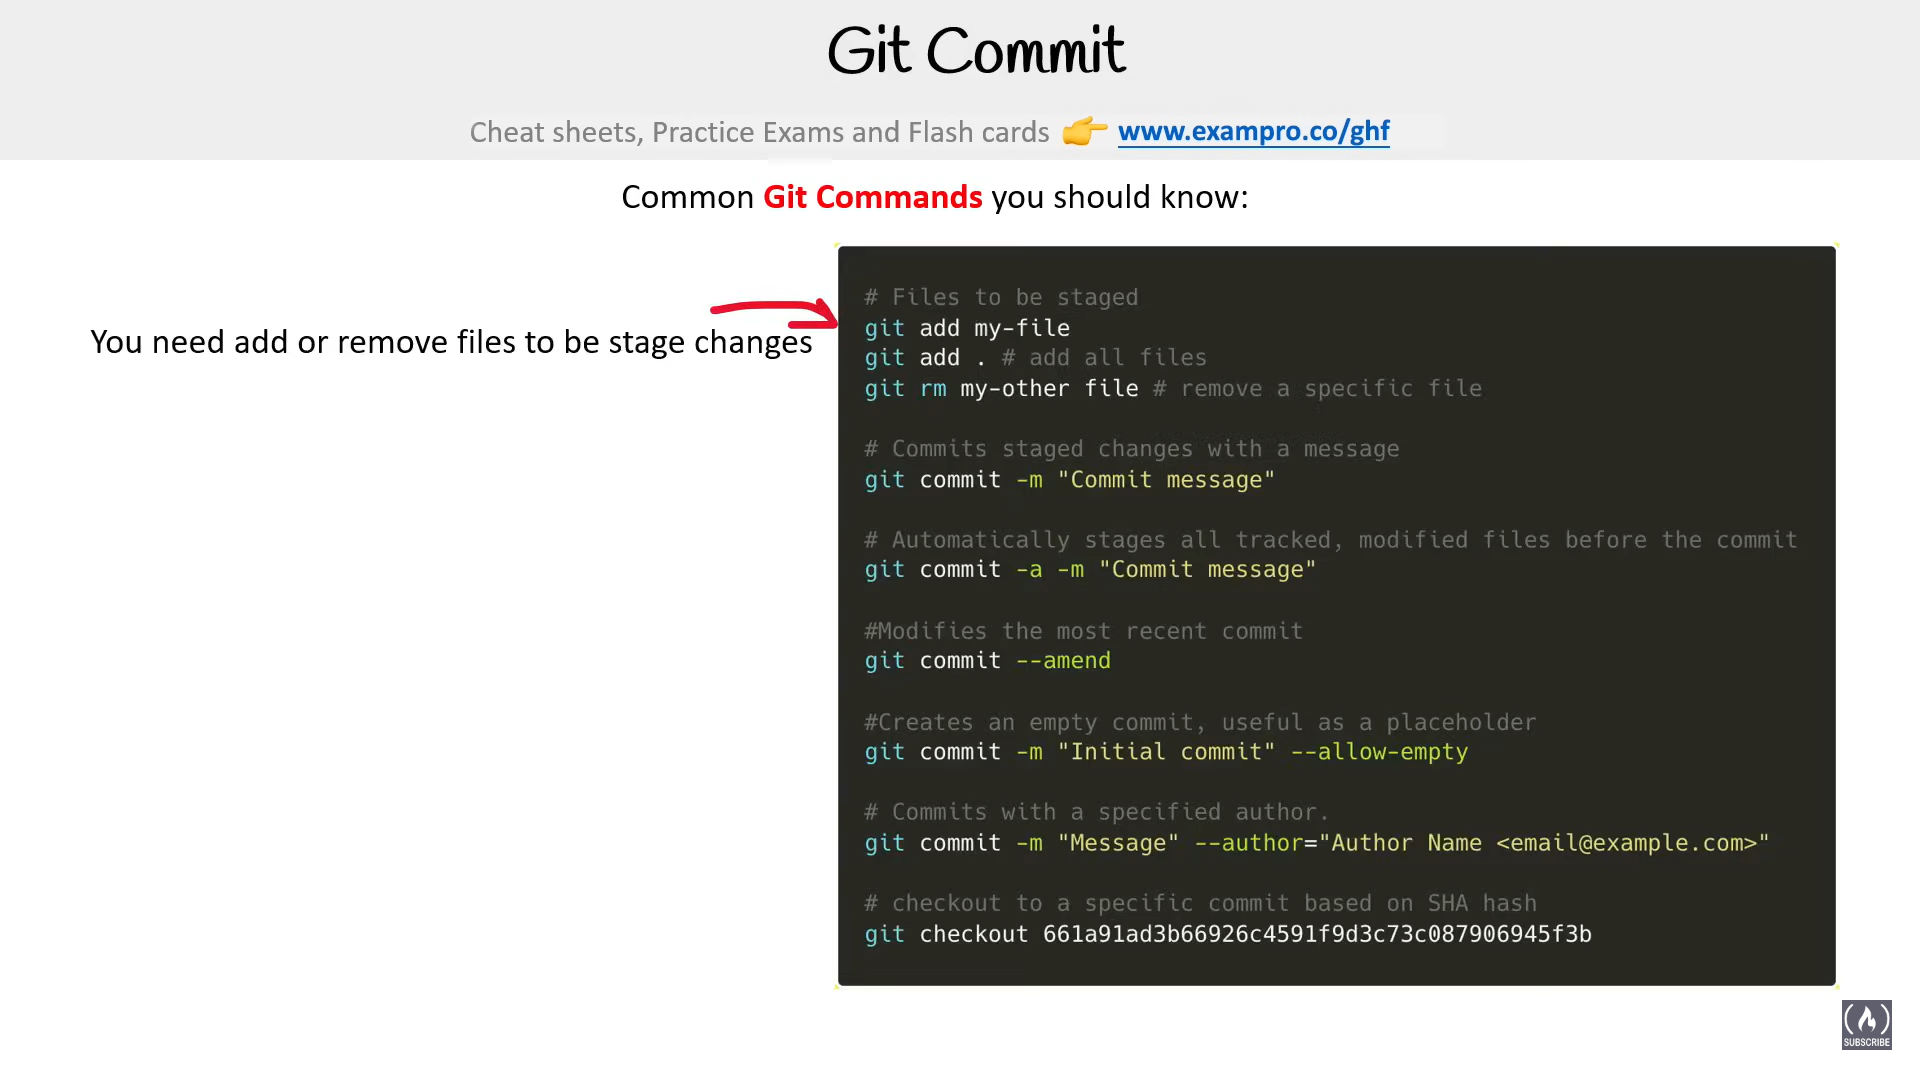 Git Commit
Cheat sheets, Practice Exams and Flash cards 👉 www.exampro.co/ghf
Common Git Commands you should know:
You need add or remove files to be stage changes
# Files to be staged
git add my-file
git add . # add all files
git rm my-other file # remove a specific file
# Commits staged changes with a message
git commit -m "Commit message"
# Automatically stages all tracked, modified files before the commit
git commit -a -m "Commit message"
#Modifies the most recent commit
git commit --amend
#Creates an empty commit, useful as a placeholder
git commit -m "Initial commit" --allow-empty
# Commits with a specified author.
git commit -m "Message" --author="Author Name <email@example.com>"
# checkout to a specific commit based on SHA hash
git checkout 661a91ad3b66926c4591f9d3c73c087906945f3b
SUBSCRIBE